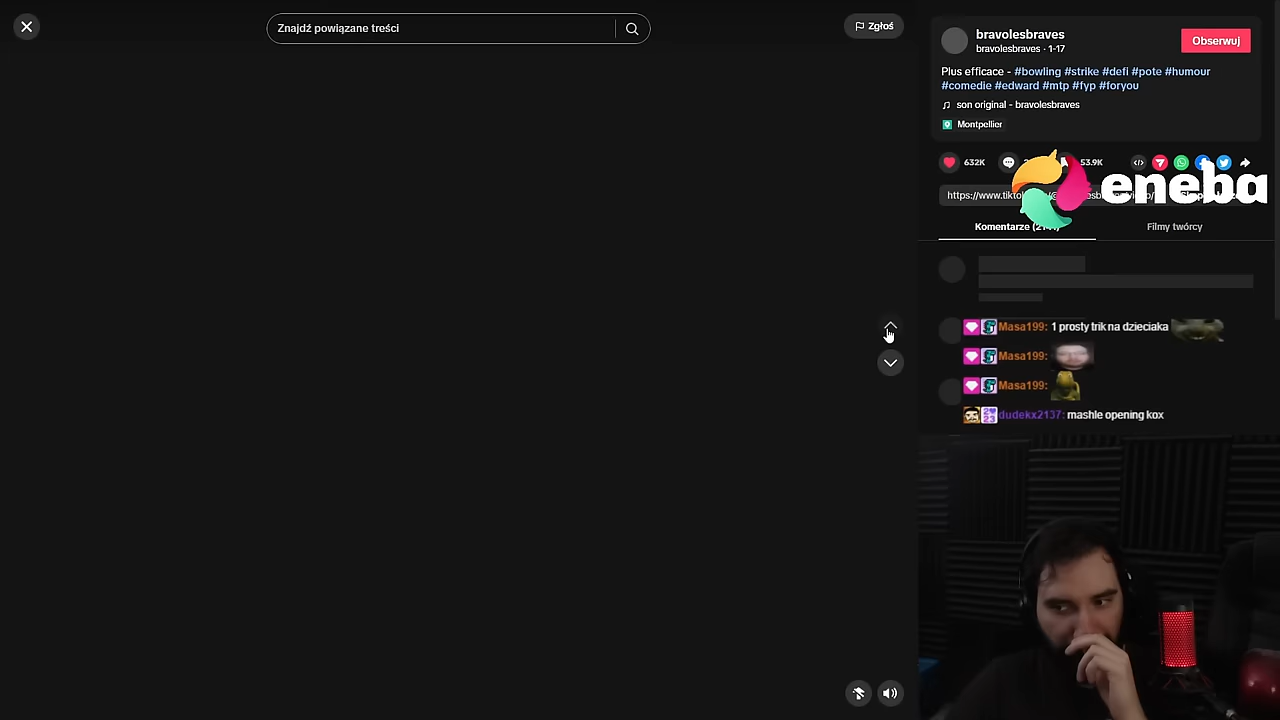 Znajdź powiązane treści
Zgłoś
bravolesbraves
bravolesbraves · 1-17
Obserwuj
Plus efficace - #bowling #strike #defi #pote #humour
#comedie #edward #mtp #fyp #foryou
son original - bravolesbraves
Montpellier
632K
53.9K
eneba
https://www.tikto
Komentarze
Filmy twórcy
Masa199: 1 prosty trik na dzieciaka
Masa199:
Masa199:
dudekx2137: mashle opening kox